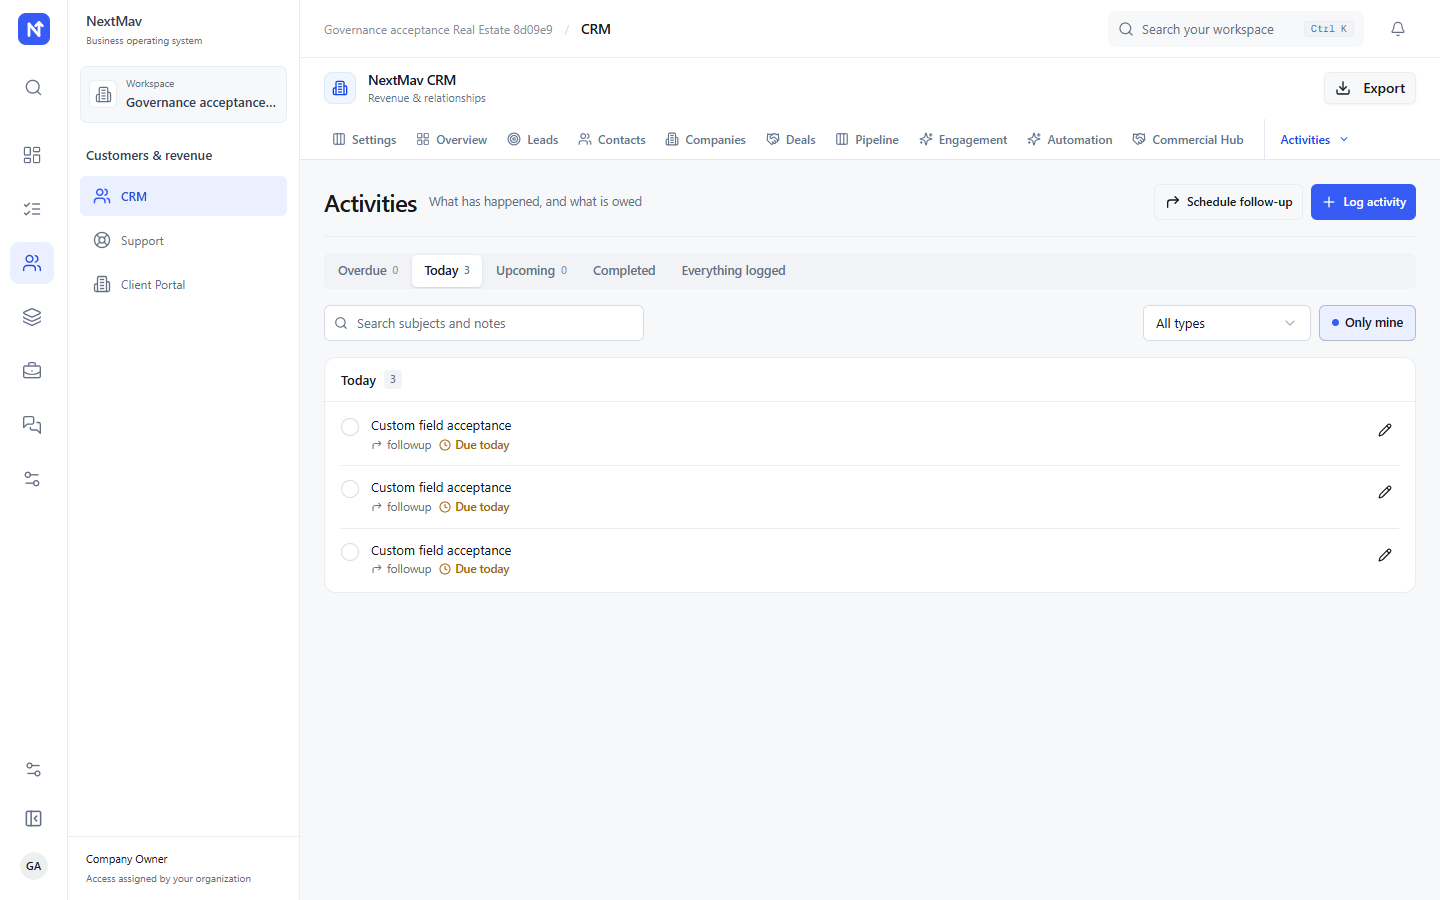 NextMav
Business operating system
Workspace
Governance acceptance...
Customers & revenue
CRM
Support
Client Portal
Company Owner
Access assigned by your organization
GA
Governance acceptance Real Estate 8d09e9 / CRM
Search your workspace Ctrl K
NextMav CRM
Revenue & relationships
Export
Settings Overview Leads Contacts Companies Deals Pipeline Engagement Automation Commercial Hub Activities
Activities What has happened, and what is owed
Schedule follow-up
Log activity
Overdue 0 Today 3 Upcoming 0 Completed Everything logged
Search subjects and notes
All types
Only mine
Today 3
Custom field acceptance
followup Due today
Custom field acceptance
followup Due today
Custom field acceptance
followup Due today